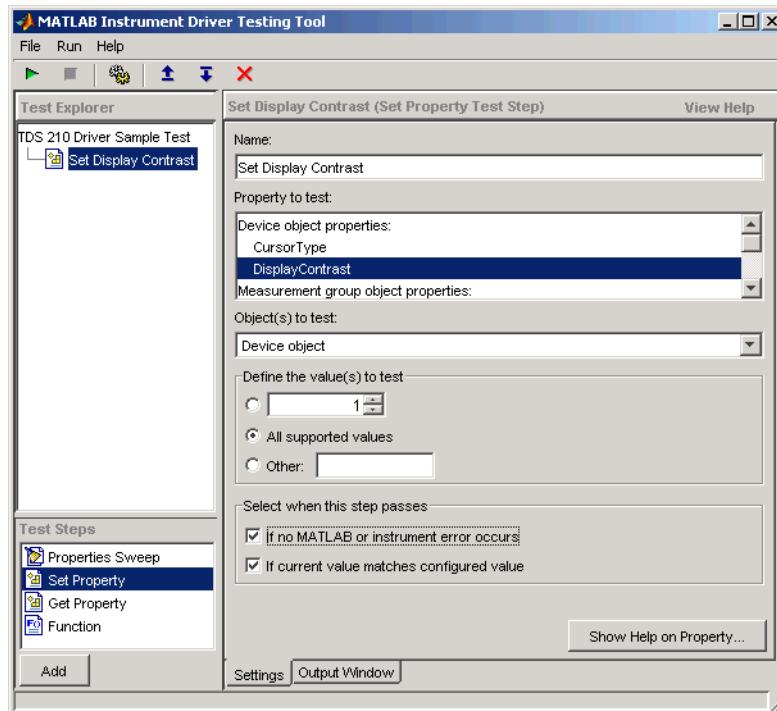 MATLAB Instrument Driver Testing Tool
File Run Help
Test Explorer
TDS 210 Driver Sample Test
Set Display Contrast
Test Steps
Properties Sweep
Set Property
Get Property
Function
Add
Set Display Contrast (Set Property Test Step) View Help
Name:
Set Display Contrast
Property to test:
Device object properties:
CursorType
DisplayContrast
Measurement group object properties:
Object(s) to test:
Device object
Define the value(s) to test
1
All supported values
Other:
Select when this step passes
If no MATLAB or instrument error occurs
If current value matches configured value
Show Help on Property...
Settings Output Window